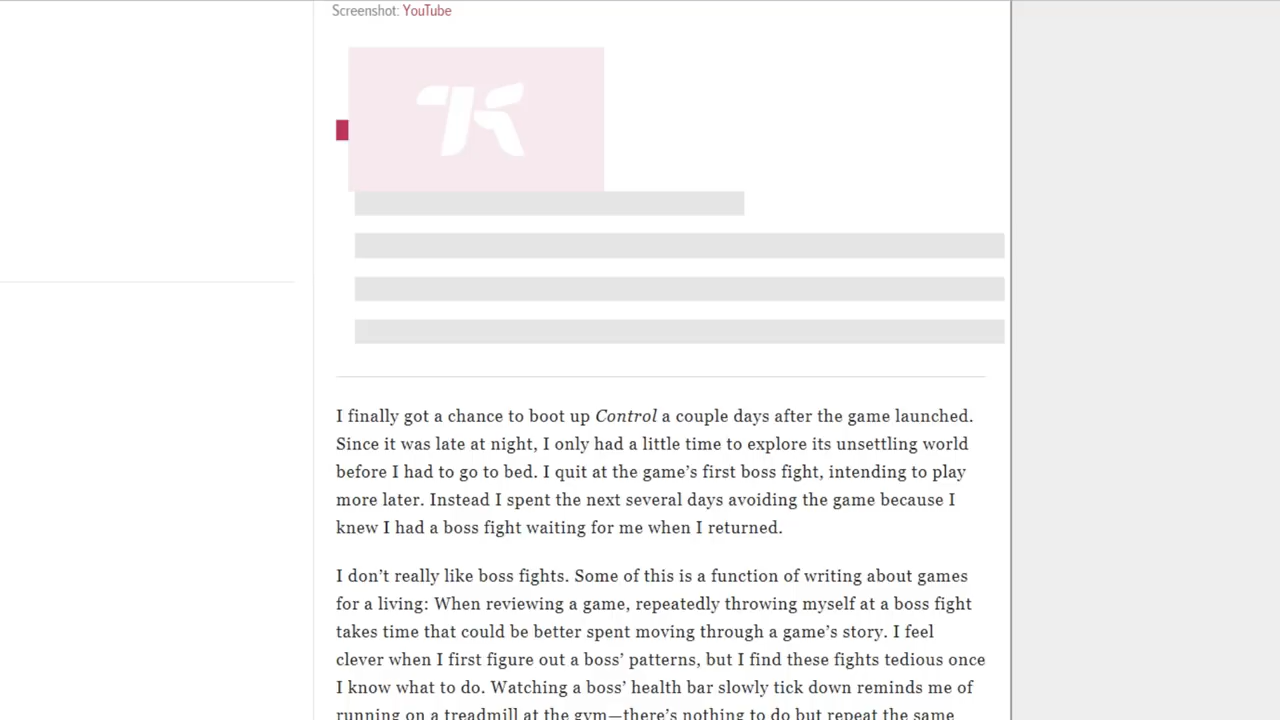 Screenshot: YouTube
K
I finally got a chance to boot up Control a couple days after the game launched.
Since it was late at night, I only had a little time to explore its unsettling world
before I had to go to bed. I quit at the game’s first boss fight, intending to play
more later. Instead I spent the next several days avoiding the game because I
knew I had a boss fight waiting for me when I returned.
I don’t really like boss fights. Some of this is a function of writing about games
for a living: When reviewing a game, repeatedly throwing myself at a boss fight
takes time that could be better spent moving through a game’s story. I feel
clever when I first figure out a boss’ patterns, but I find these fights tedious once
I know what to do. Watching a boss’ health bar slowly tick down reminds me of
running on a treadmill at the gym—there’s nothing to do but repeat the same